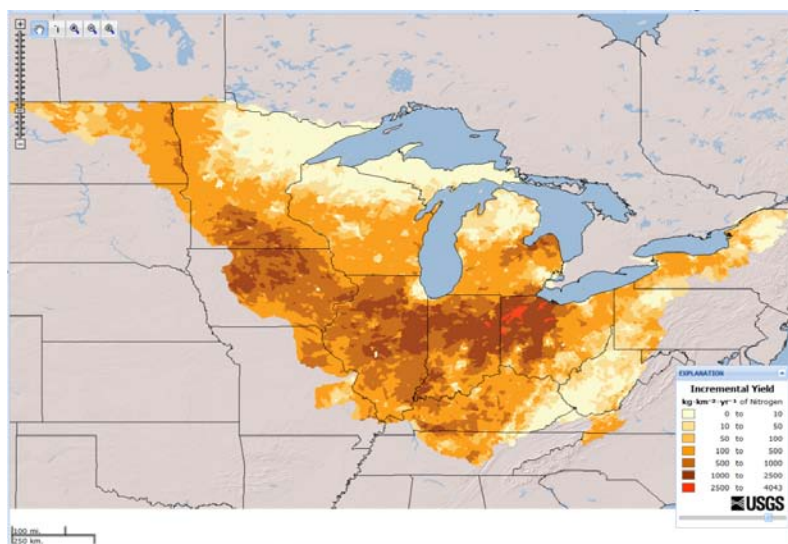 EXPLANATION
Incremental Yield
kg·km⁻²·yr⁻¹ of Nitrogen
0 to 10
10 to 50
50 to 100
100 to 500
500 to 1000
1000 to 2500
2500 to 4043
USGS
100 mi.
250 km.